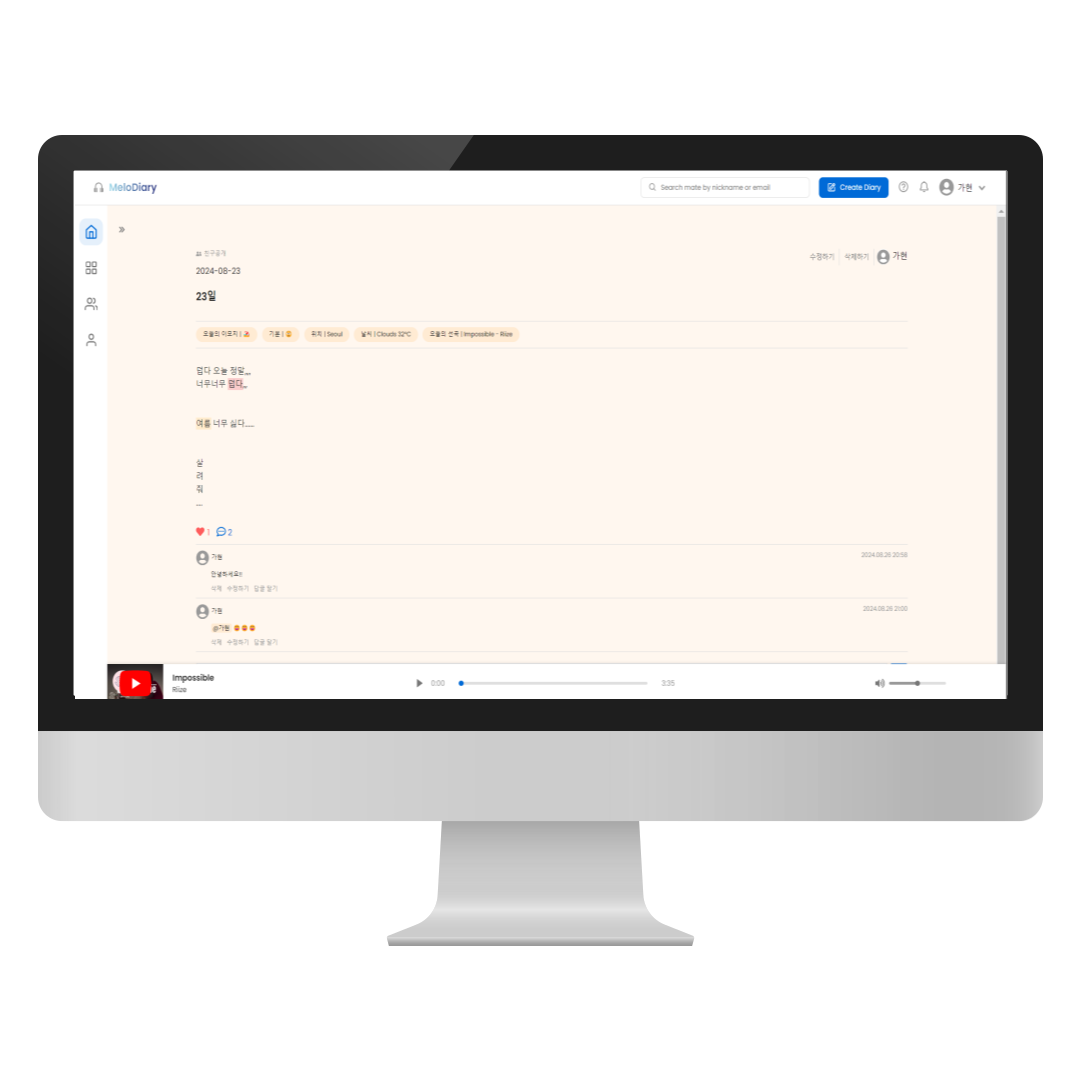 MeloDiary
Search mate by nickname or email
Create Diary
가현
친구공개
2024-08-23
수정하기 삭제하기 가현
23일
오늘의 이모지 | 기분 | 위치 | Seoul 날씨 | Clouds 32°C 오늘의 선곡 | Impossible - Riize
덥다 오늘 정말,,,
너무너무 덥다,,,
여름 너무 싫다.....
살
려
줘
....
1 2
가현 2024.08.26 20:58
안녕하세요!!
삭제 수정하기 답글 달기
가현 2024.08.26 21:00
@가현
삭제 수정하기 답글 달기
Impossible
Riize
0:00 3:35